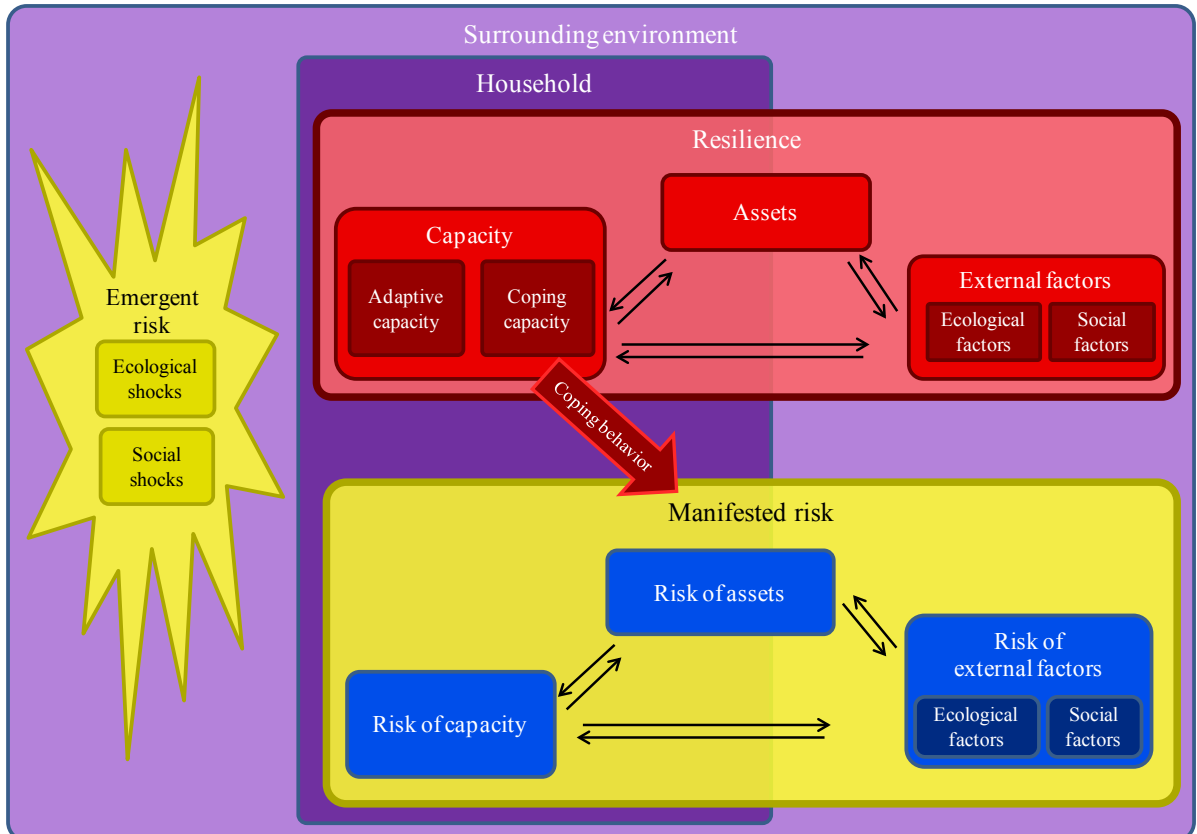 Surrounding environment
Household
Resilience
Assets
Capacity
Adaptive
capacity
Coping
capacity
External factors
Ecological
factors
Social
factors
Emergent
risk
Ecological
shocks
Social
shocks
Coping behavior
Manifested risk
Risk of assets
Risk of
external factors
Ecological
factors
Social
factors
Risk of capacity